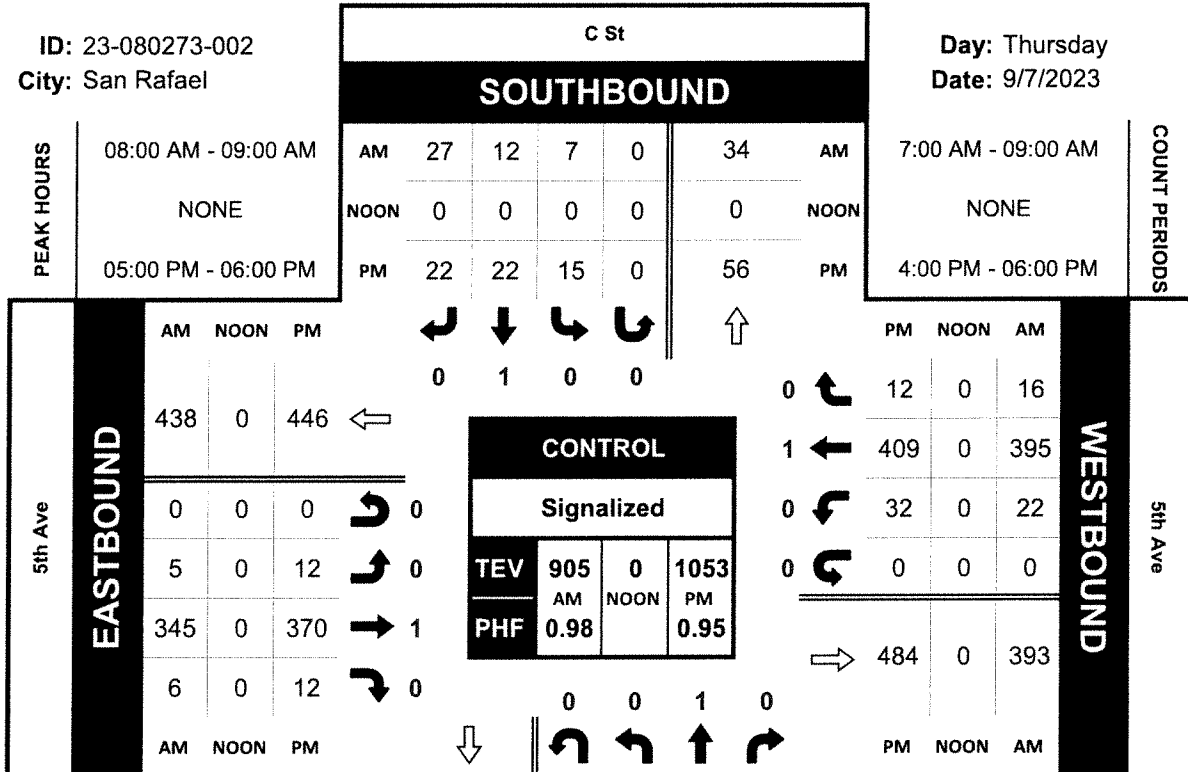 C St
ID: 23-080273-002
City: San Rafael
Day: Thursday
Date: 9/7/2023
SOUTHBOUND
PEAK HOURS
08:00 AM - 09:00 AM
NONE
05:00 PM - 06:00 PM
AM 27 12 7 0 34 AM
NOON 0 0 0 0 0 NOON
PM 22 22 15 0 56 PM
7:00 AM - 09:00 AM
NONE
4:00 PM - 06:00 PM
COUNT PERIODS
0 1 0 0
5th Ave
EASTBOUND
AM NOON PM
438 0 446
0 0 0 0
5 0 12 0
345 0 370 1
6 0 12 0
AM NOON PM
CONTROL
Signalized
TEV 905 0 1053
AM NOON PM
PHF 0.98 0.95
PM NOON AM
0 12 0 16
1 409 0 395
0 32 0 22
0 0 0 0
484 0 393
PM NOON AM
WESTBOUND
5th Ave
0 0 1 0